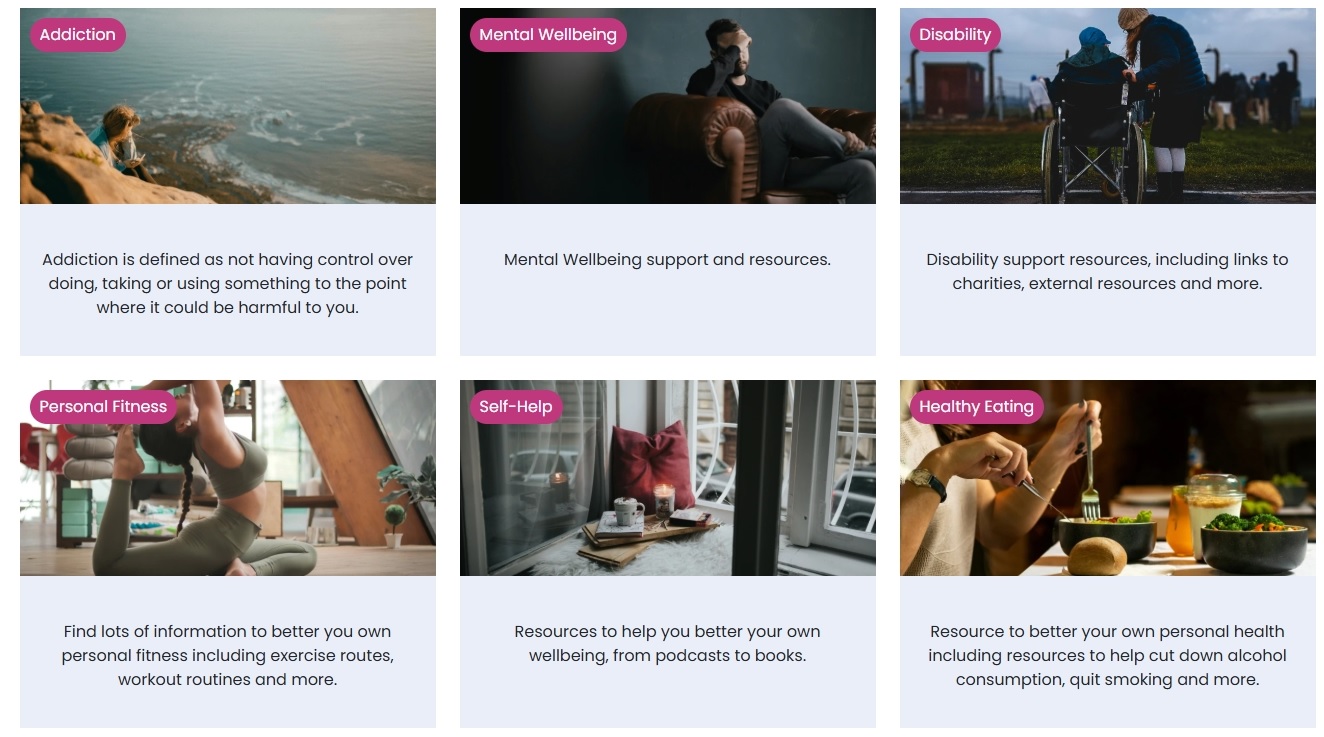 Addiction
Addiction is defined as not having control over
doing, taking or using something to the point
where it could be harmful to you.
Mental Wellbeing
Mental Wellbeing support and resources.
Disability
Disability support resources, including links to
charities, external resources and more.
Personal Fitness
Find lots of information to better you own
personal fitness including exercise routes,
workout routines and more.
Self-Help
Resources to help you better your own
wellbeing, from podcasts to books.
Healthy Eating
Resource to better your own personal health
including resources to help cut down alcohol
consumption, quit smoking and more.